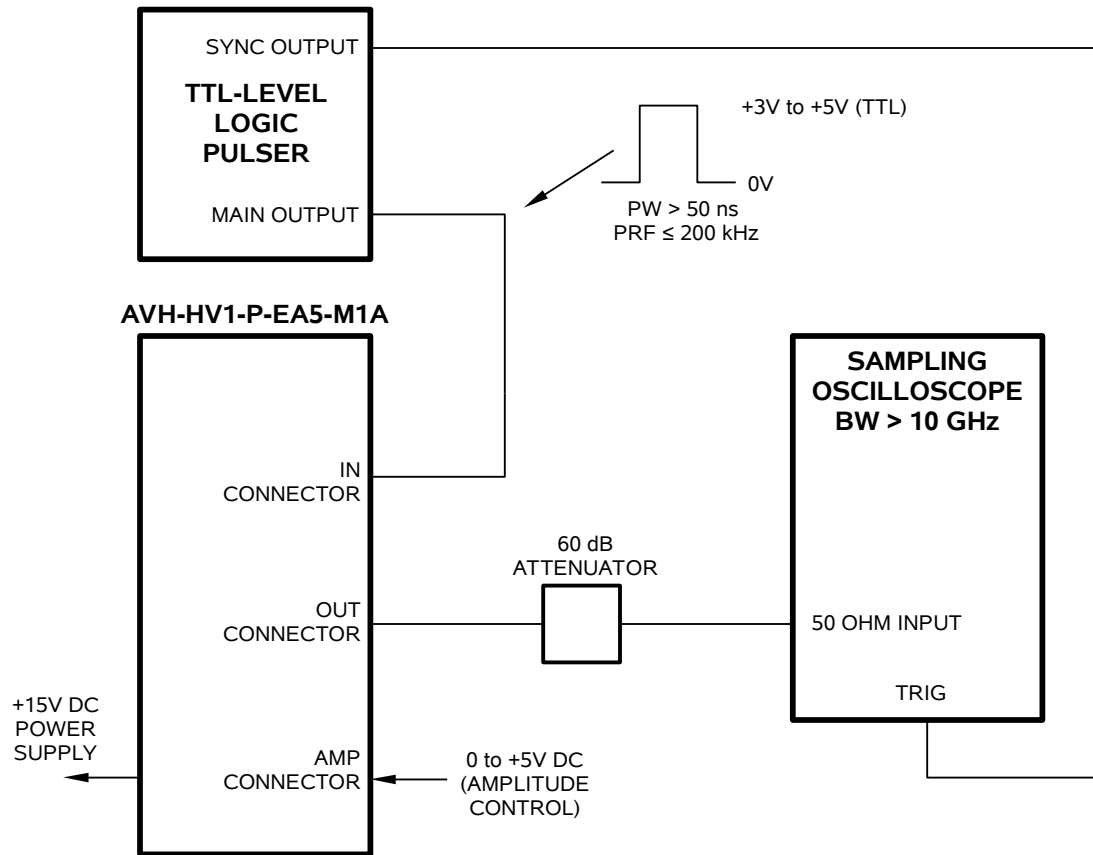 SYNC OUTPUT
TTL-LEVEL
LOGIC
PULSER
MAIN OUTPUT
+3V to +5V (TTL)
0V
PW > 50 ns
PRF ≤ 200 kHz
AVH-HV1-P-EA5-M1A
IN
CONNECTOR
OUT
CONNECTOR
AMP
CONNECTOR
+15V DC
POWER
SUPPLY
0 to +5V DC
(AMPLITUDE
CONTROL)
60 dB
ATTENUATOR
SAMPLING
OSCILLOSCOPE
BW > 10 GHz
50 OHM INPUT
TRIG